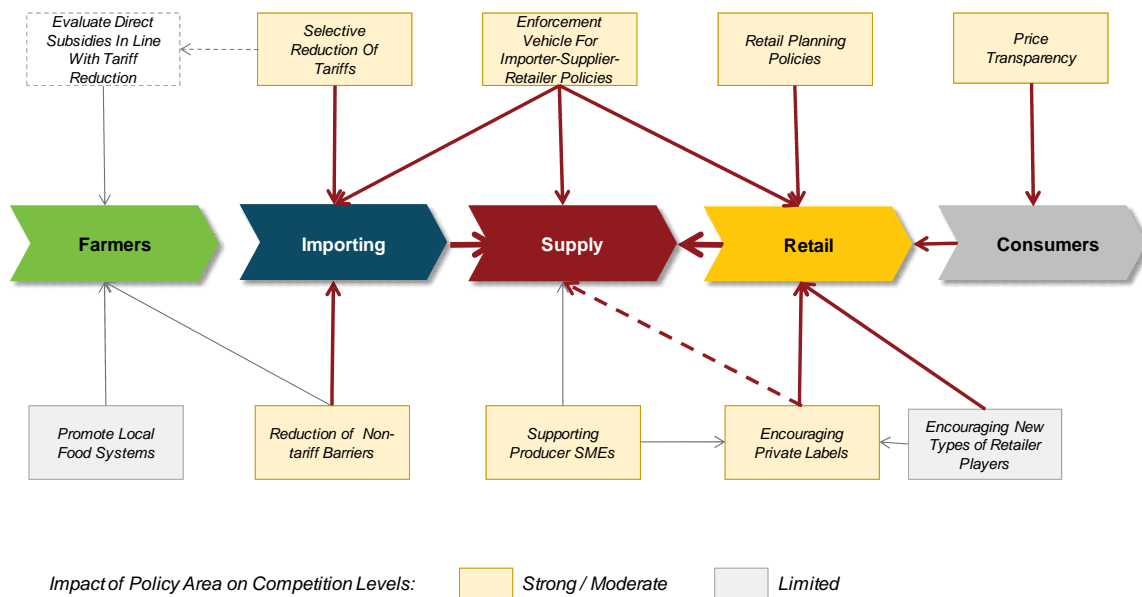 Evaluate Direct
Subsidies In Line
With Tariff
Reduction
Selective
Reduction Of
Tariffs
Enforcement
Vehicle For
Importer-Supplier-
Retailer Policies
Retail Planning
Policies
Price
Transparency
Farmers
Importing
Supply
Retail
Consumers
Promote Local
Food Systems
Reduction of Non-
tariff Barriers
Supporting
Producer SMEs
Encouraging
Private Labels
Encouraging New
Types of Retailer
Players
Impact of Policy Area on Competition Levels:
Strong / Moderate
Limited